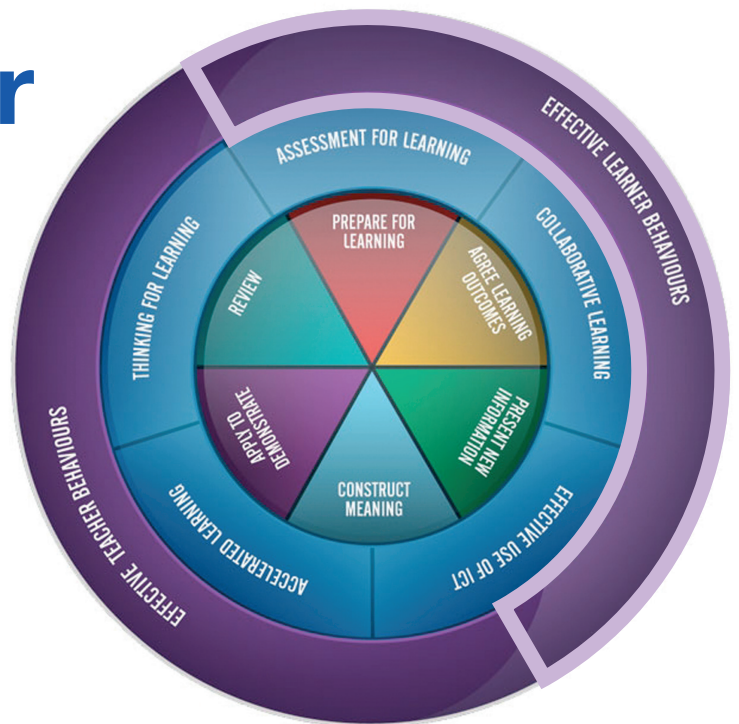 r
EFFECTIVE LEARNER BEHAVIOURS
ASSESSMENT FOR LEARNING
COLLABORATIVE LEARNING
EFFECTIVE USE OF ICT
ACCELERATED LEARNING
THINKING FOR LEARNING
EFFECTIVE TEACHER BEHAVIOURS
PREPARE FOR
LEARNING
AGREE LEARNING
OUTCOMES
PRESENT NEW
INFORMATION
CONSTRUCT
MEANING
APPLY TO
DEMONSTRATE
REVIEW